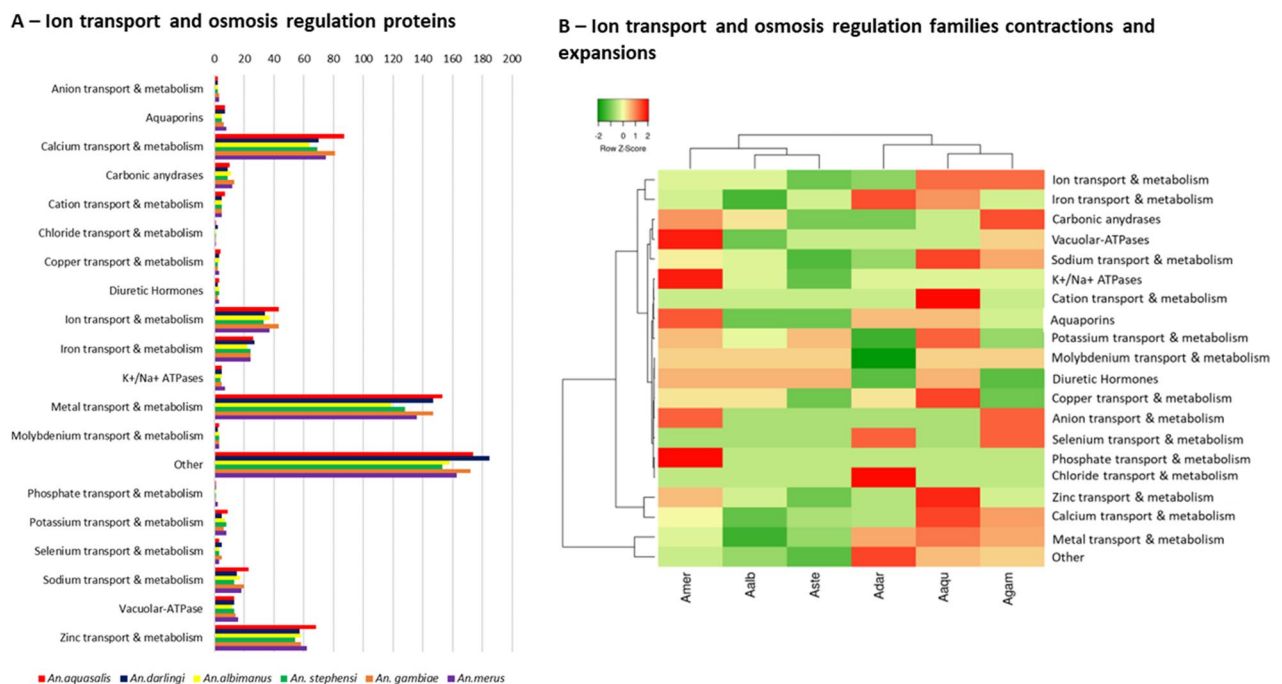 A – Ion transport and osmosis regulation proteins
0 20 40 60 80 100 120 140 160 180 200
Anion transport & metabolism
Aquaporins
Calcium transport & metabolism
Carbonic anydrases
Cation transport & metabolism
Chloride transport & metabolism
Copper transport & metabolism
Diuretic Hormones
Ion transport & metabolism
Iron transport & metabolism
K+/Na+ ATPases
Metal transport & metabolism
Molybdenium transport & metabolism
Other
Phosphate transport & metabolism
Potassium transport & metabolism
Selenium transport & metabolism
Sodium transport & metabolism
Vacuolar-ATPase
Zinc transport & metabolism
An.aquasalis An.darlingi An.albimanus An. stephensi An. gambiae An.merus
B – Ion transport and osmosis regulation families contractions and
expansions
-2 0 1 2
Row Z-Score
Ion transport & metabolism
Iron transport & metabolism
Carbonic anydrases
Vacuolar-ATPases
Sodium transport & metabolism
K+/Na+ ATPases
Cation transport & metabolism
Aquaporins
Potassium transport & metabolism
Molybdenium transport & metabolism
Diuretic Hormones
Copper transport & metabolism
Anion transport & metabolism
Selenium transport & metabolism
Phosphate transport & metabolism
Chloride transport & metabolism
Zinc transport & metabolism
Calcium transport & metabolism
Metal transport & metabolism
Other
Amer Aalb Aste Adar Aaqu Agam